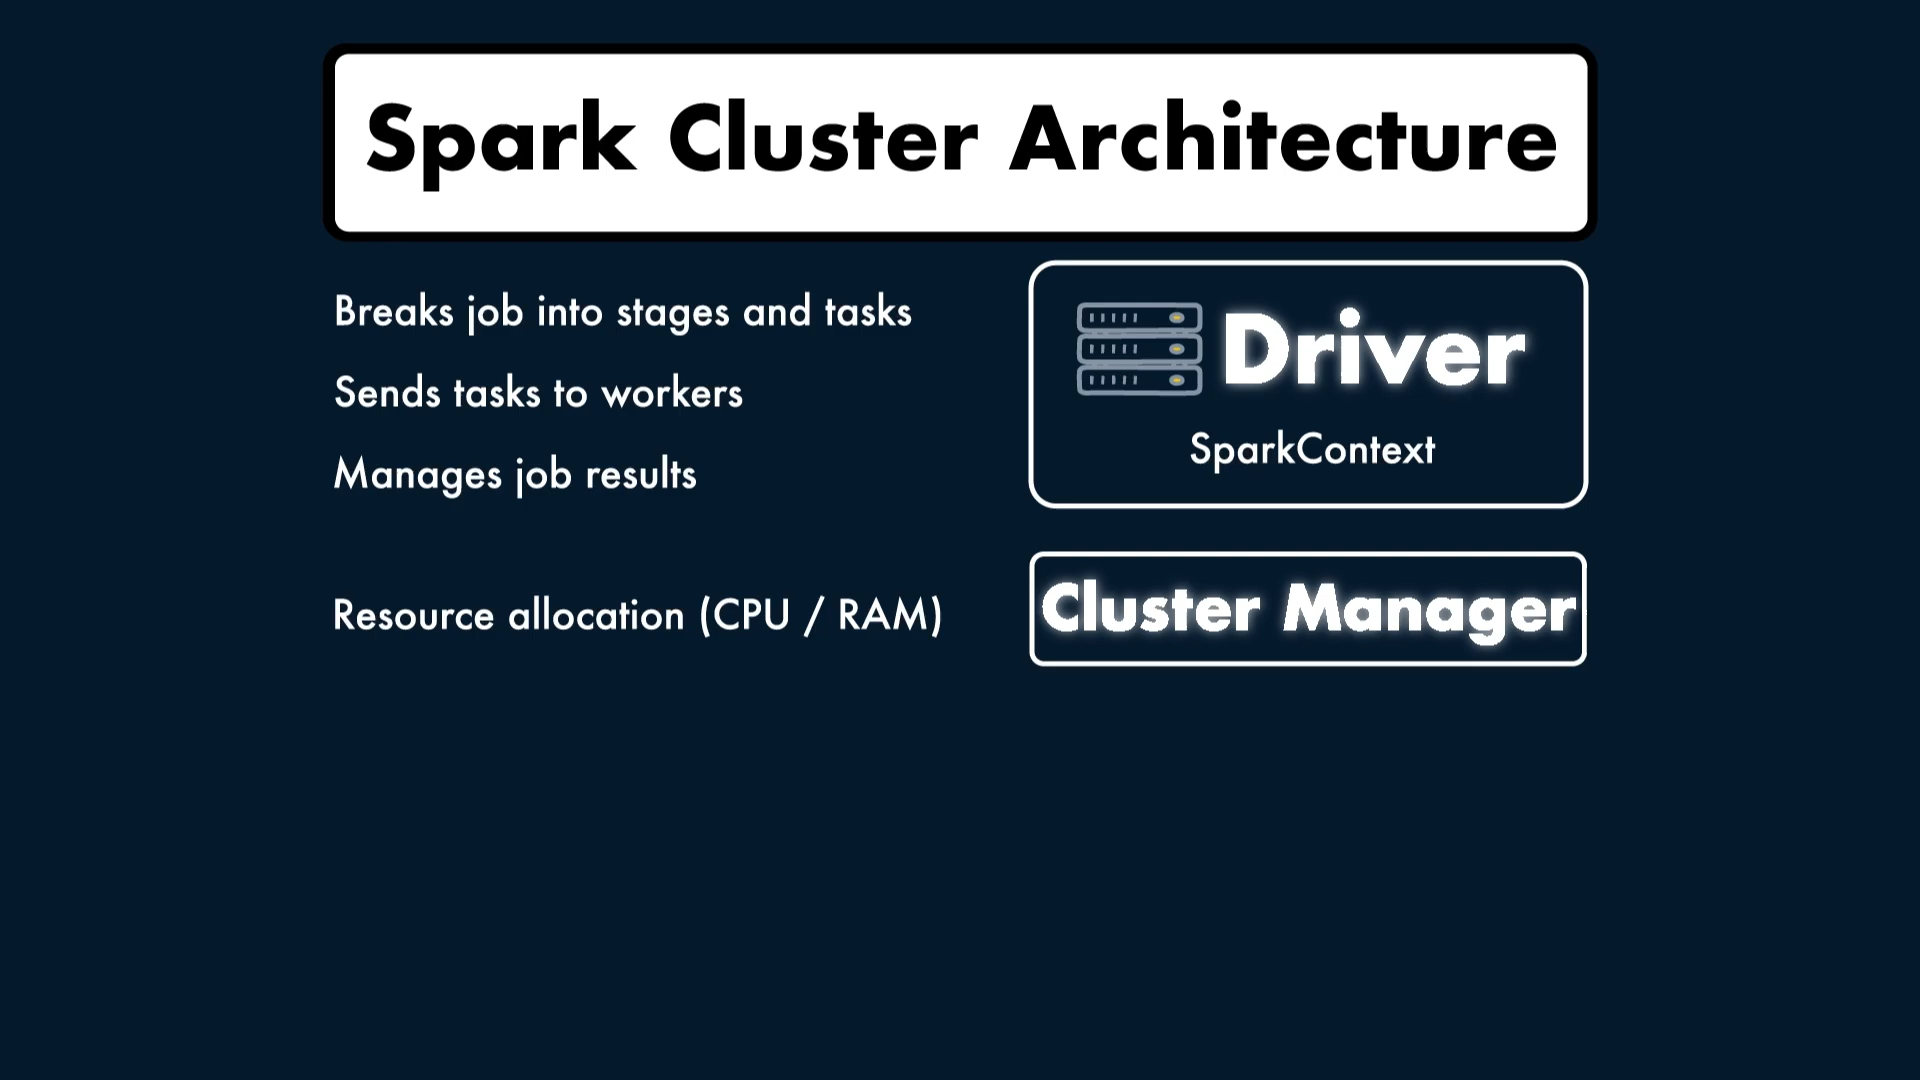 Spark Cluster Architecture
Breaks job into stages and tasks
Sends tasks to workers
Manages job results
Driver
SparkContext
Resource allocation (CPU / RAM)
Cluster Manager